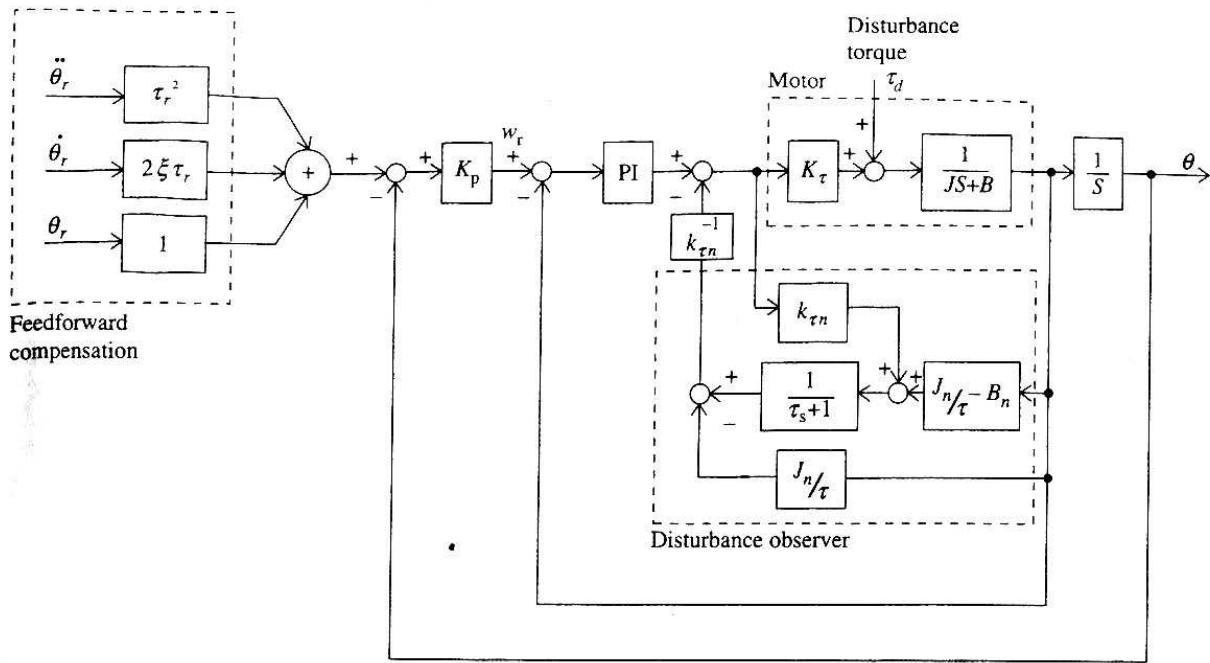 Disturbance
torque
τ_d
Motor
θ̈_r
τ_r²
θ̇_r
2ξτ_r
θ_r
1
+
Feedforward
compensation
+
−
+
K_p
w_r
+
−
PI
+
−
K_τ
+
+
1
JS+B
1
S
θ
k_τn⁻¹
k_τn
+
−
1
τ_s+1
+
+
J_n/τ − B_n
J_n/τ
Disturbance observer